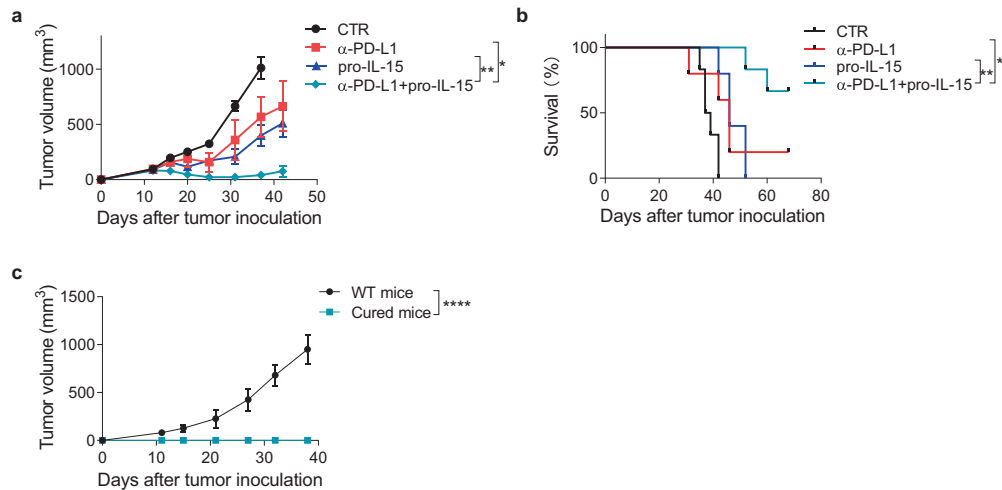 a
Tumor volume (mm³)
1000
500
0
0 10 20 30 40 50
Days after tumor inoculation
CTR
α-PD-L1
pro-IL-15
α-PD-L1+pro-IL-15
**
*
b
Survival (%)
100
50
0
0 20 40 60 80
Days after tumor inoculation
CTR
α-PD-L1
pro-IL-15
α-PD-L1+pro-IL-15
**
*
c
Tumor volume (mm³)
1500
1000
500
0
0 10 20 30 40
Days after tumor inoculation
WT mice
Cured mice
****